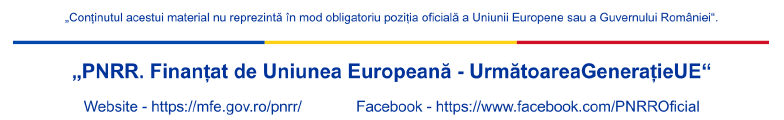 „Conținutul acestui material nu reprezintă în mod obligatoriu poziția oficială a Uniunii Europene sau a Guvernului României“.
„PNRR. Finanțat de Uniunea Europeană - UrmătoareaGenerațieUE“
Website - https://mfe.gov.ro/pnrr/ Facebook - https://www.facebook.com/PNRROficial